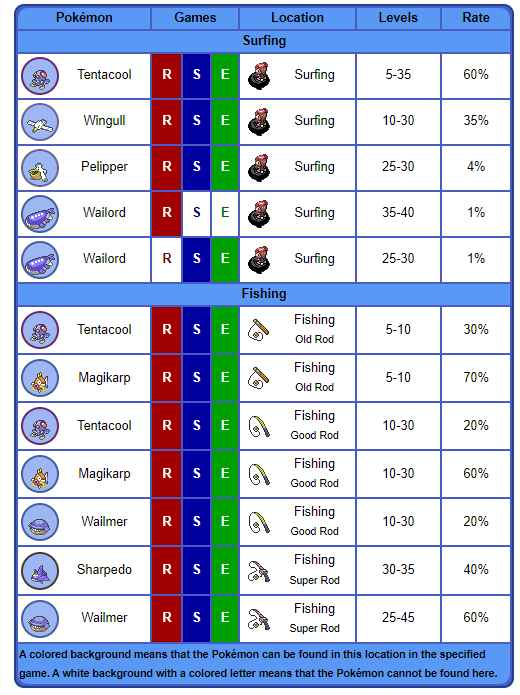 Pokémon Games Location Levels Rate
Surfing
Tentacool R S E Surfing 5-35 60%
Wingull R S E Surfing 10-30 35%
Pelipper R S E Surfing 25-30 4%
Wailord R S E Surfing 35-40 1%
Wailord R S E Surfing 25-30 1%
Fishing
Tentacool R S E Fishing Old Rod 5-10 30%
Magikarp R S E Fishing Old Rod 5-10 70%
Tentacool R S E Fishing Good Rod 10-30 20%
Magikarp R S E Fishing Good Rod 10-30 60%
Wailmer R S E Fishing Good Rod 10-30 20%
Sharpedo R S E Fishing Super Rod 30-35 40%
Wailmer R S E Fishing Super Rod 25-45 60%
A colored background means that the Pokémon can be found in this location in the specified
game. A white background with a colored letter means that the Pokémon cannot be found here.